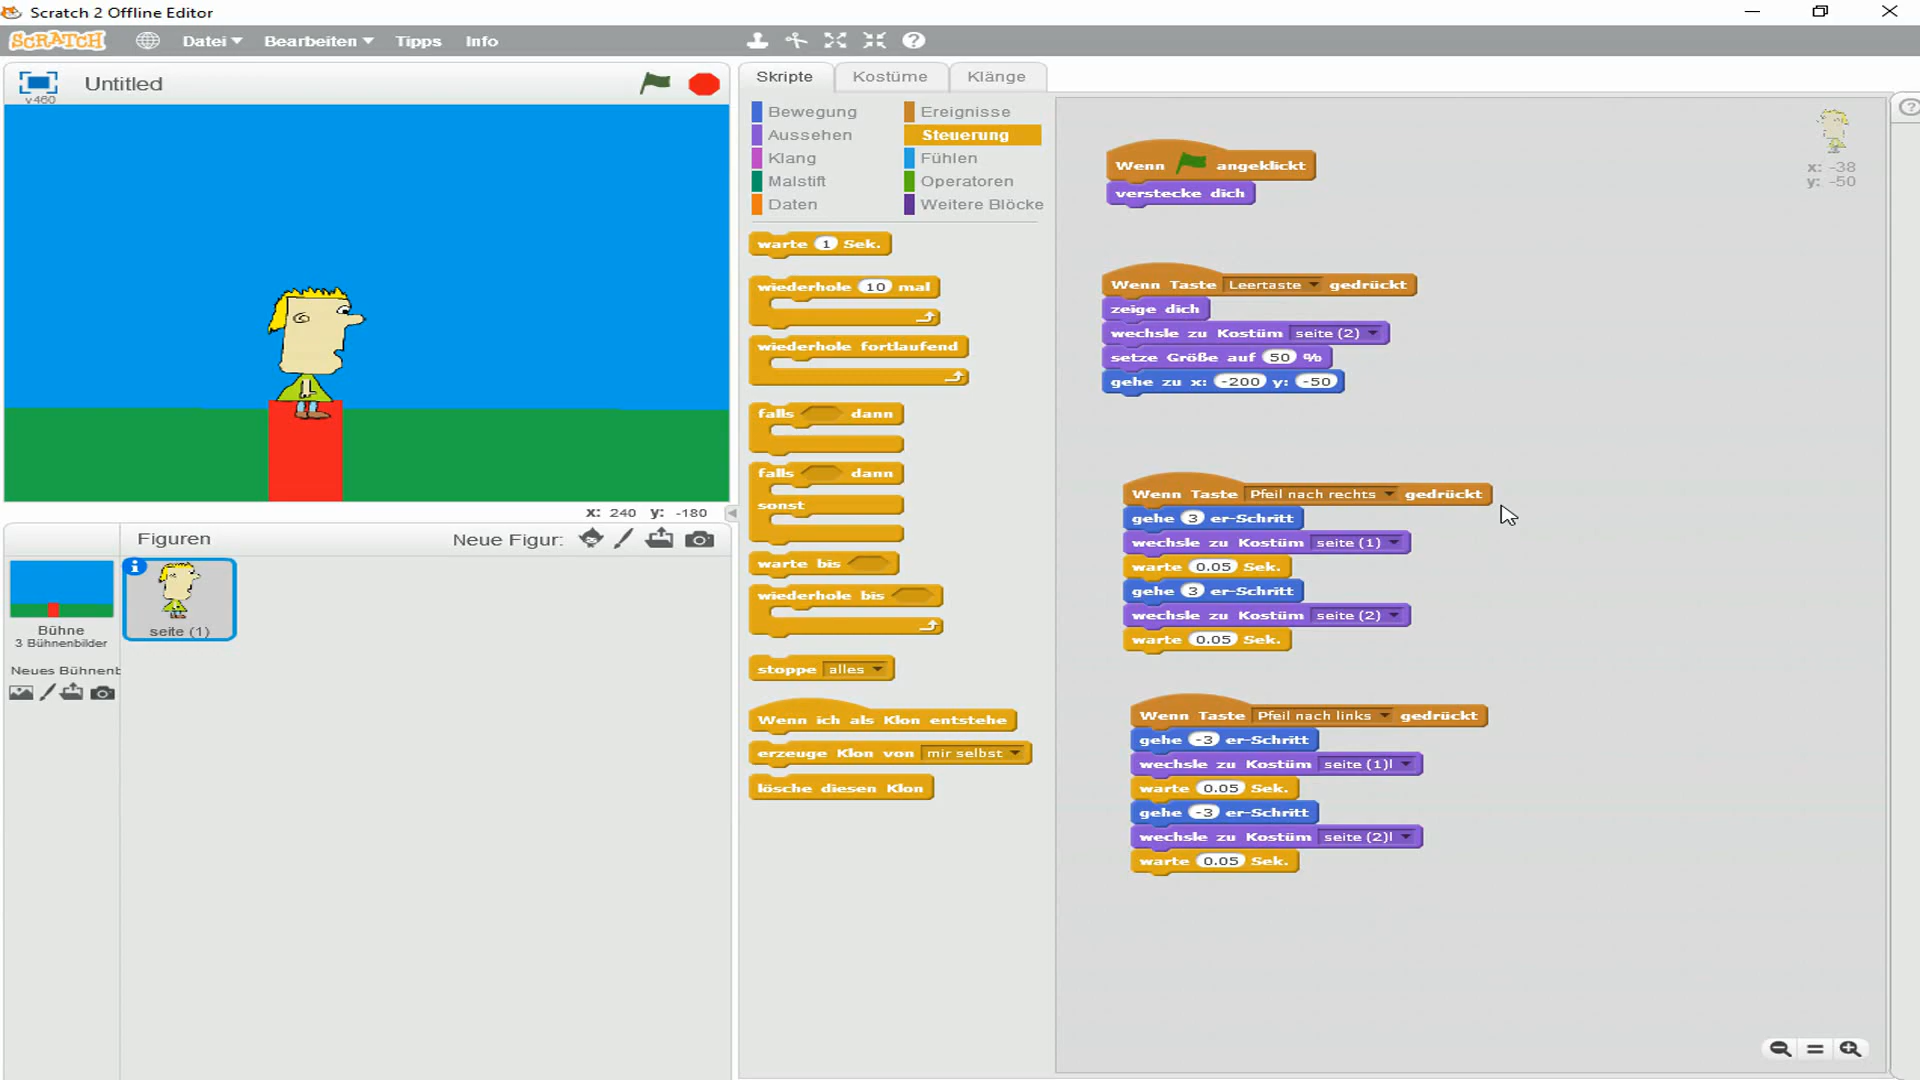 Scratch 2 Offline Editor
SCRATCH
Datei
Bearbeiten
Tipps
Info
v460
Untitled
x: 240 y: -180
Figuren
Neue Figur:
Bühne
3 Bühnenbilder
Neues Bühnenb
seite (1)
Skripte
Kostüme
Klänge
Bewegung
Aussehen
Klang
Malstift
Daten
Ereignisse
Steuerung
Fühlen
Operatoren
Weitere Blöcke
warte 1 Sek.
wiederhole 10 mal
wiederhole fortlaufend
falls dann
falls dann
sonst
warte bis
wiederhole bis
stoppe alles
Wenn ich als Klon entstehe
erzeuge Klon von mir selbst
lösche diesen Klon
x: -38
y: -50
Wenn angeklickt
verstecke dich
Wenn Taste Leertaste gedrückt
zeige dich
wechsle zu Kostüm seite (2)
setze Größe auf 50 %
gehe zu x: -200 y: -50
Wenn Taste Pfeil nach rechts gedrückt
gehe 3 er-Schritt
wechsle zu Kostüm seite (1)
warte 0.05 Sek.
gehe 3 er-Schritt
wechsle zu Kostüm seite (2)
warte 0.05 Sek.
Wenn Taste Pfeil nach links gedrückt
gehe -3 er-Schritt
wechsle zu Kostüm seite (1)l
warte 0.05 Sek.
gehe -3 er-Schritt
wechsle zu Kostüm seite (2)l
warte 0.05 Sek.